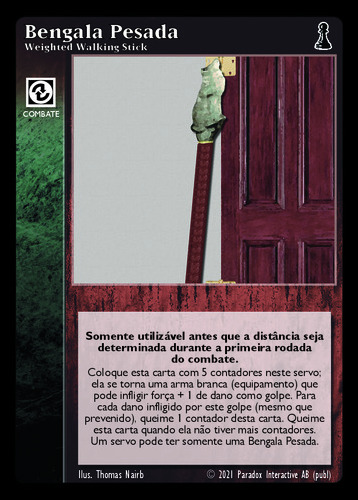 Bengala Pesada
Weighted Walking Stick
COMBATE
Somente utilizável antes que a distância seja
determinada durante a primeira rodada
do combate.
Coloque esta carta com 5 contadores neste servo;
ela se torna uma arma branca (equipamento) que
pode infligir força + 1 de dano como golpe. Para
cada dano infligido por este golpe (mesmo que
prevenido), queime 1 contador desta carta. Queime
esta carta quando ela não tiver mais contadores.
Um servo pode ter somente uma Bengala Pesada.
Ilus. Thomas Nairb
© 2021 Paradox Interactive AB (publ)